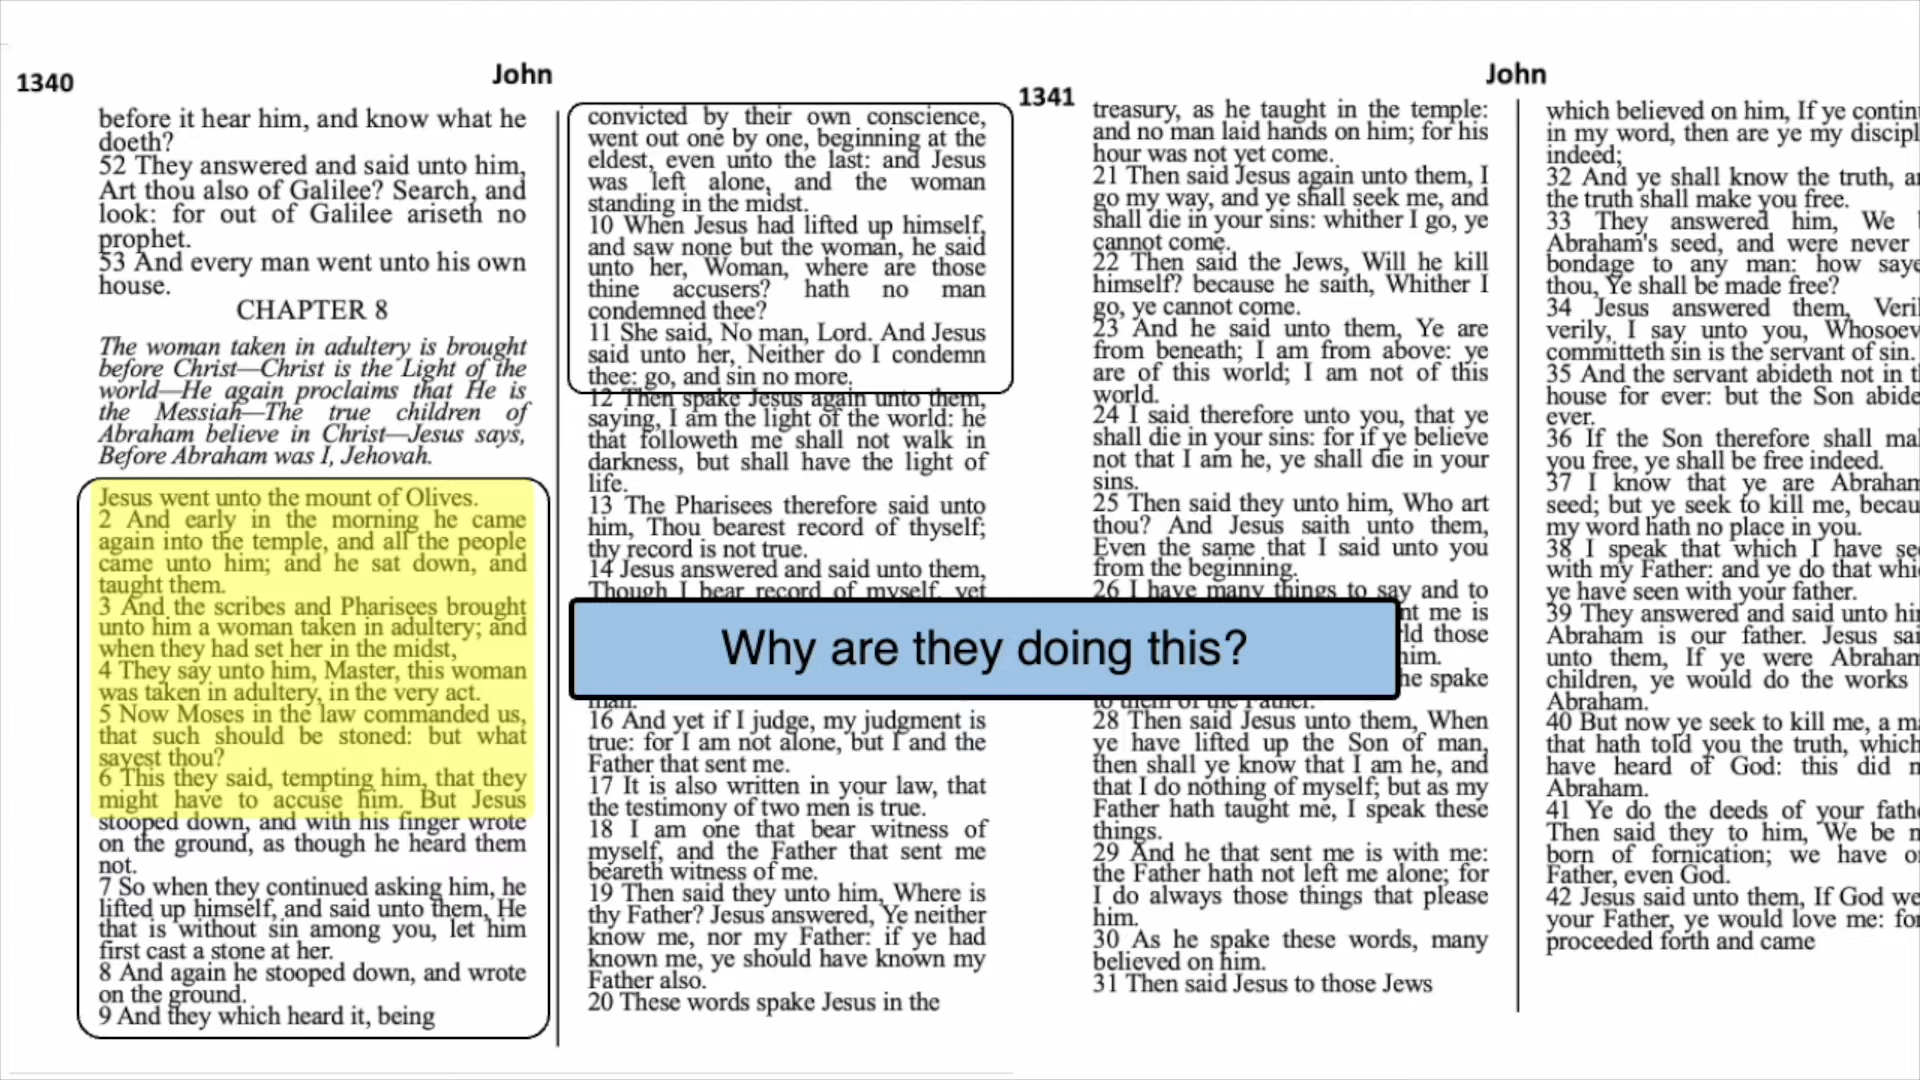 1340
John
before it hear him, and know what he
doeth?
52 They answered and said unto him,
Art thou also of Galilee? Search, and
look: for out of Galilee ariseth no
prophet.
53 And every man went unto his own
house.
CHAPTER 8
The woman taken in adultery is brought
before Christ—Christ is the Light of the
world—He again proclaims that He is
the Messiah—The true children of
Abraham believe in Christ—Jesus says,
Before Abraham was I, Jehovah.
Jesus went unto the mount of Olives.
2 And early in the morning he came
again into the temple, and all the people
came unto him; and he sat down, and
taught them.
3 And the scribes and Pharisees brought
unto him a woman taken in adultery; and
when they had set her in the midst,
4 They say unto him, Master, this woman
was taken in adultery, in the very act.
5 Now Moses in the law commanded us,
that such should be stoned: but what
sayest thou?
6 This they said, tempting him, that they
might have to accuse him. But Jesus
stooped down, and with his finger wrote
on the ground, as though he heard them
not.
7 So when they continued asking him, he
lifted up himself, and said unto them, He
that is without sin among you, let him
first cast a stone at her.
8 And again he stooped down, and wrote
on the ground.
9 And they which heard it, being
convicted by their own conscience,
went out one by one, beginning at the
eldest, even unto the last: and Jesus
was left alone, and the woman
standing in the midst.
10 When Jesus had lifted up himself,
and saw none but the woman, he said
unto her, Woman, where are those
thine accusers? hath no man
condemned thee?
11 She said, No man, Lord. And Jesus
said unto her, Neither do I condemn
thee: go, and sin no more.
12 Then spake Jesus again unto them,
saying, I am the light of the world: he
that followeth me shall not walk in
darkness, but shall have the light of
life.
13 The Pharisees therefore said unto
him, Thou bearest record of thyself;
thy record is not true.
14 Jesus answered and said unto them,
Though I bear record of myself, yet
Why are they doing this?
man.
16 And yet if I judge, my judgment is
true: for I am not alone, but I and the
Father that sent me.
17 It is also written in your law, that
the testimony of two men is true.
18 I am one that bear witness of
myself, and the Father that sent me
beareth witness of me.
19 Then said they unto him, Where is
thy Father? Jesus answered, Ye neither
know me, nor my Father: if ye had
known me, ye should have known my
Father also.
20 These words spake Jesus in the
1341
John
treasury, as he taught in the temple:
and no man laid hands on him; for his
hour was not yet come.
21 Then said Jesus again unto them, I
go my way, and ye shall seek me, and
shall die in your sins: whither I go, ye
cannot come.
22 Then said the Jews, Will he kill
himself? because he saith, Whither I
go, ye cannot come.
23 And he said unto them, Ye are
from beneath; I am from above: ye
are of this world; I am not of this
world.
24 I said therefore unto you, that ye
shall die in your sins: for if ye believe
not that I am he, ye shall die in your
sins.
25 Then said they unto him, Who art
thou? And Jesus saith unto them,
Even the same that I said unto you
from the beginning.
26 I have many things to say and to
me is
those
him.
he spake
to them of the Father.
28 Then said Jesus unto them, When
ye have lifted up the Son of man,
then shall ye know that I am he, and
that I do nothing of myself; but as my
Father hath taught me, I speak these
things.
29 And he that sent me is with me:
the Father hath not left me alone; for
I do always those things that please
him.
30 As he spake these words, many
believed on him.
31 Then said Jesus to those Jews
which believed on him, If ye
in my word, then are ye my
indeed;
32 And ye shall know the truth,
the truth shall make you free.
33 They answered him, We
Abraham's seed, and were never
bondage to any man: how
thou, Ye shall be made free?
34 Jesus answered them,
verily, I say unto you,
committeth sin is the servant of sin.
35 And the servant abideth not in
house for ever: but the Son
ever.
36 If the Son therefore shall
you free, ye shall be free indeed.
37 I know that ye are
seed; but ye seek to kill me,
my word hath no place in you.
38 I speak that which I have
with my Father: and ye do that
ye have seen with your father.
39 They answered and said unto
Abraham is our father. Jesus
unto them, If ye were
children, ye would do the works
Abraham.
40 But now ye seek to kill me, a
that hath told you the truth, which
have heard of God: this did
Abraham.
41 Ye do the deeds of your
Then said they to him, We be
born of fornication; we have
Father, even God.
42 Jesus said unto them, If God
your Father, ye would love me:
proceeded forth and came